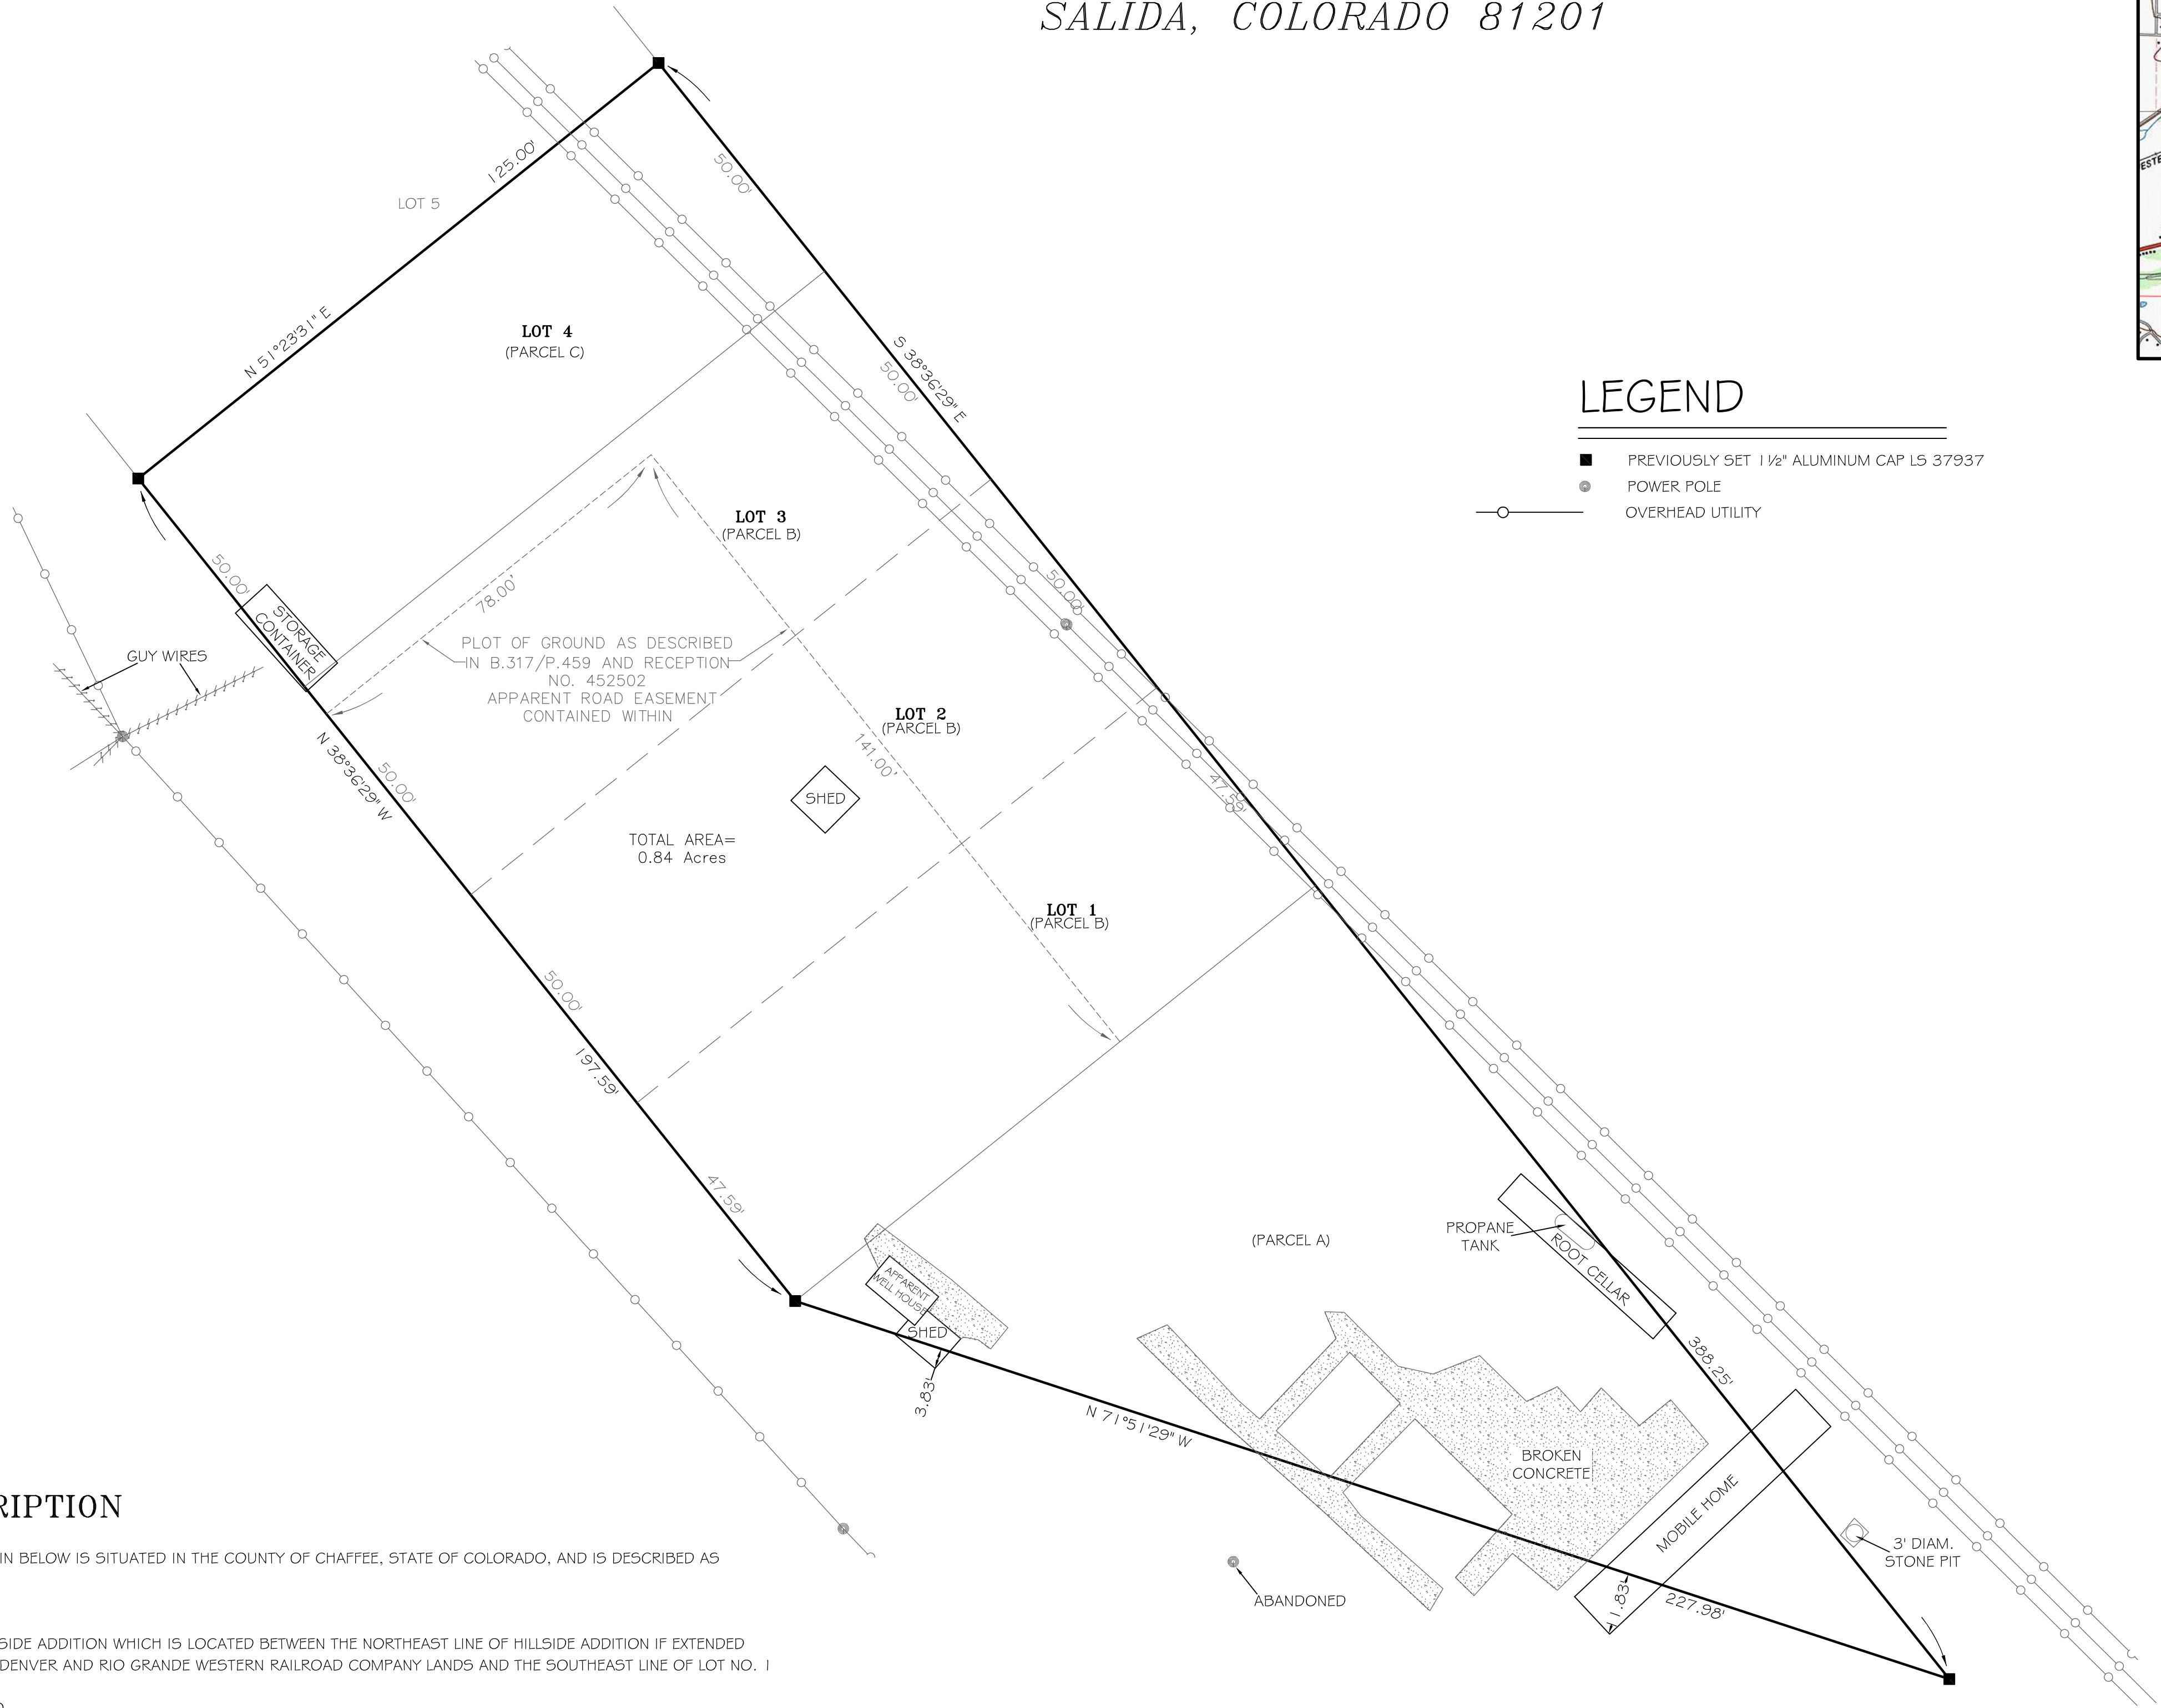 SALIDA, COLORADO 81201
125.00'
50.00'
LOT 5
N 51°23'31" E
LOT 4
(PARCEL C)
S 38°36'29" E
50.00'
LEGEND
PREVIOUSLY SET 1 ½" ALUMINUM CAP LS 37937
POWER POLE
OVERHEAD UTILITY
LOT 3
(PARCEL B)
50.00'
STORAGE
CONTAINER
78.00'
50.00'
GUY WIRES
PLOT OF GROUND AS DESCRIBED
IN B.317/P.459 AND RECEPTION
NO. 452502
APPARENT ROAD EASEMENT
CONTAINED WITHIN
LOT 2
(PARCEL B)
N 38°36'29" W
50.00'
141.00'
SHED
47.59'
TOTAL AREA=
0.84 Acres
LOT 1
(PARCEL B)
50.00'
197.59'
47.59'
(PARCEL A)
PROPANE
TANK
ROOT CELLAR
APPARENT
WELL HOUSE
SHED
3.83'
388.25'
N 71°51'29" W
BROKEN
CONCRETE
MOBILE HOME
3' DIAM.
STONE PIT
11.83'
227.98'
ABANDONED
RIPTION
IN BELOW IS SITUATED IN THE COUNTY OF CHAFFEE, STATE OF COLORADO, AND IS DESCRIBED AS
SIDE ADDITION WHICH IS LOCATED BETWEEN THE NORTHEAST LINE OF HILLSIDE ADDITION IF EXTENDED
DENVER AND RIO GRANDE WESTERN RAILROAD COMPANY LANDS AND THE SOUTHEAST LINE OF LOT NO. 1